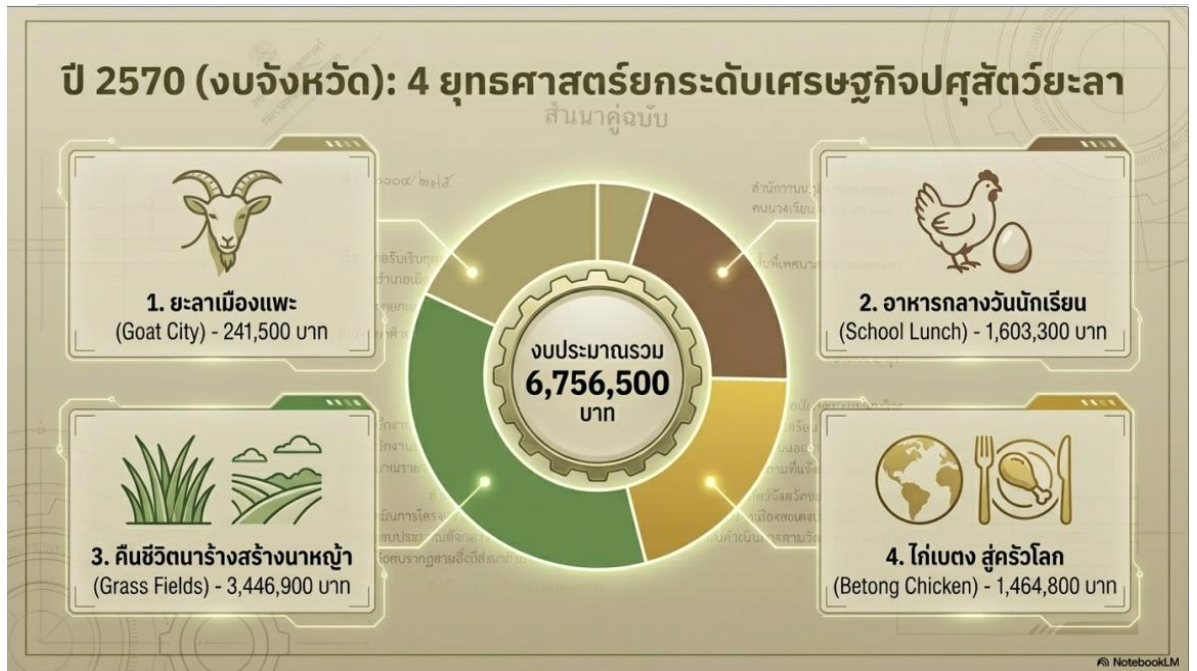 ปี 2570 (งบจังหวัด): 4 ยุทธศาสตร์ยกระดับเศรษฐกิจปศุสัตว์ยะลา
สำเนาคู่ฉบับ
1. ยะลาเมืองแพะ
(Goat City) - 241,500 บาท
2. อาหารกลางวันนักเรียน
(School Lunch) - 1,603,300 บาท
งบประมาณรวม
6,756,500
บาท
3. คืนชีวิตนาร้างสร้างนาหญ้า
(Grass Fields) - 3,446,900 บาท
4. ไก่เบตง สู่ครัวโลก
(Betong Chicken) - 1,464,800 บาท
NotebookLM